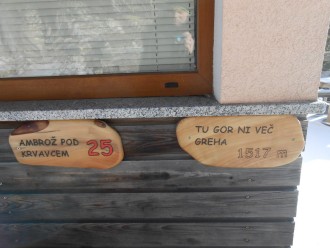 AMBROŽ POD
KRVAVCEM 25
TU GOR NI VEČ
GREHA
1517 m